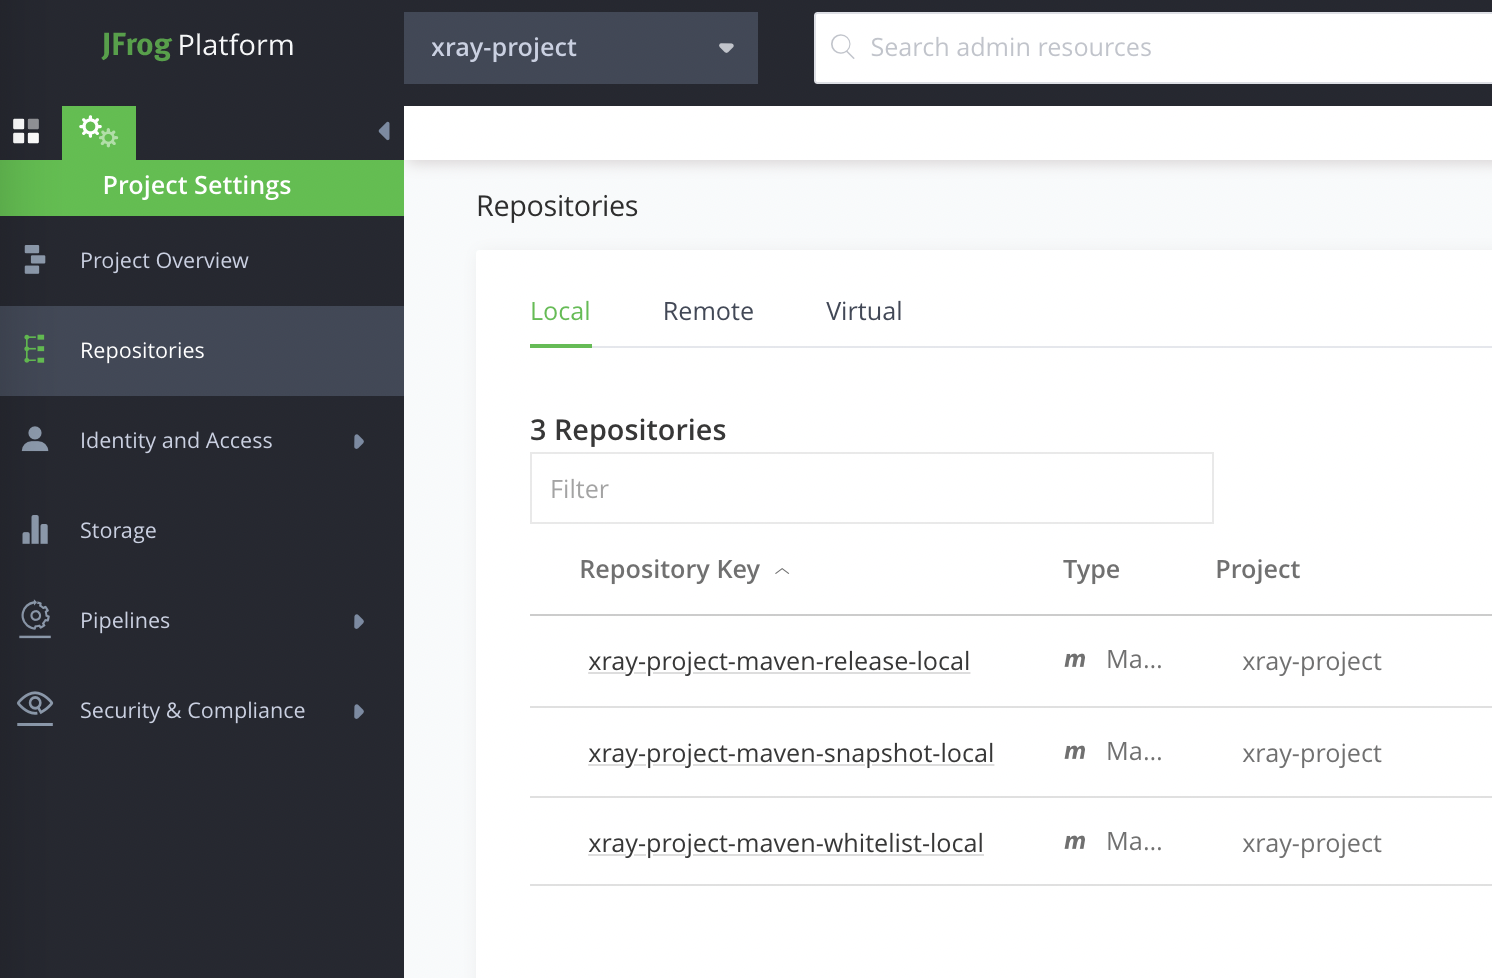 JFrog Platform
xray-project
Search admin resources
Project Settings
Project Overview
Repositories
Identity and Access
Storage
Pipelines
Security & Compliance
Repositories
Local Remote Virtual
3 Repositories
Filter
Repository Key Type Project
xray-project-maven-release-local m Ma... xray-project
xray-project-maven-snapshot-local m Ma... xray-project
xray-project-maven-whitelist-local m Ma... xray-project